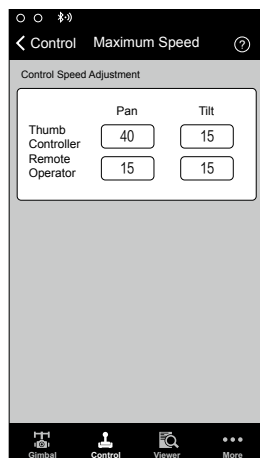 Control Maximum Speed ?
Control Speed Adjustment
Pan Tilt
Thumb
Controller 40 15
Remote
Operator 15 15
Gimbal Control Viewer More